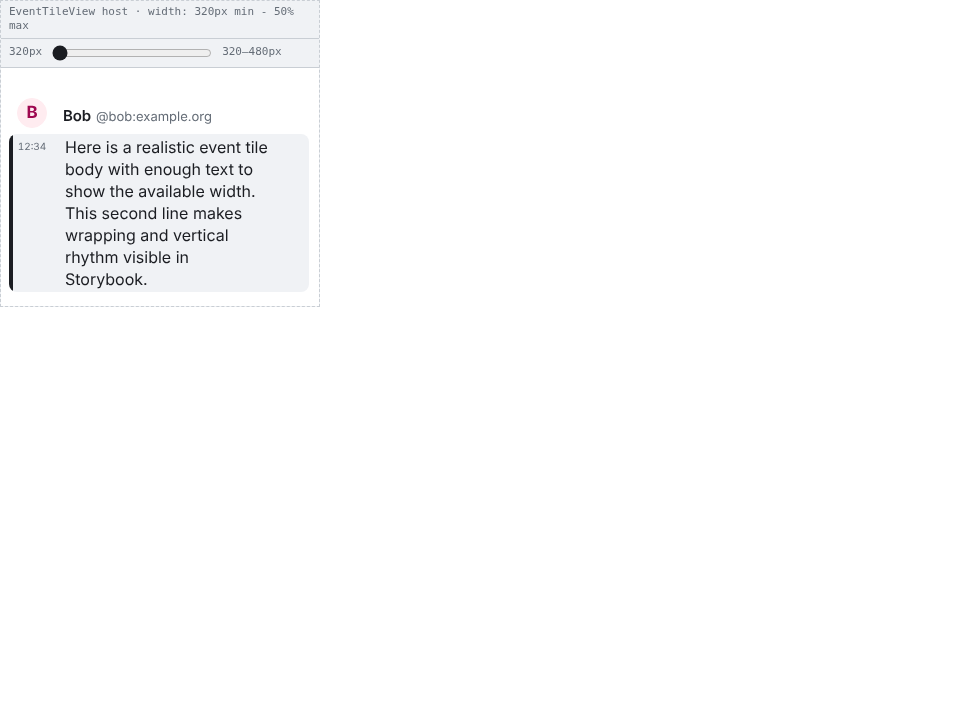 EventTileView host · width: 320px min - 50%
max
320px 320–480px
B
Bob @bob:example.org
12:34 Here is a realistic event tile
body with enough text to
show the available width.
This second line makes
wrapping and vertical
rhythm visible in
Storybook.